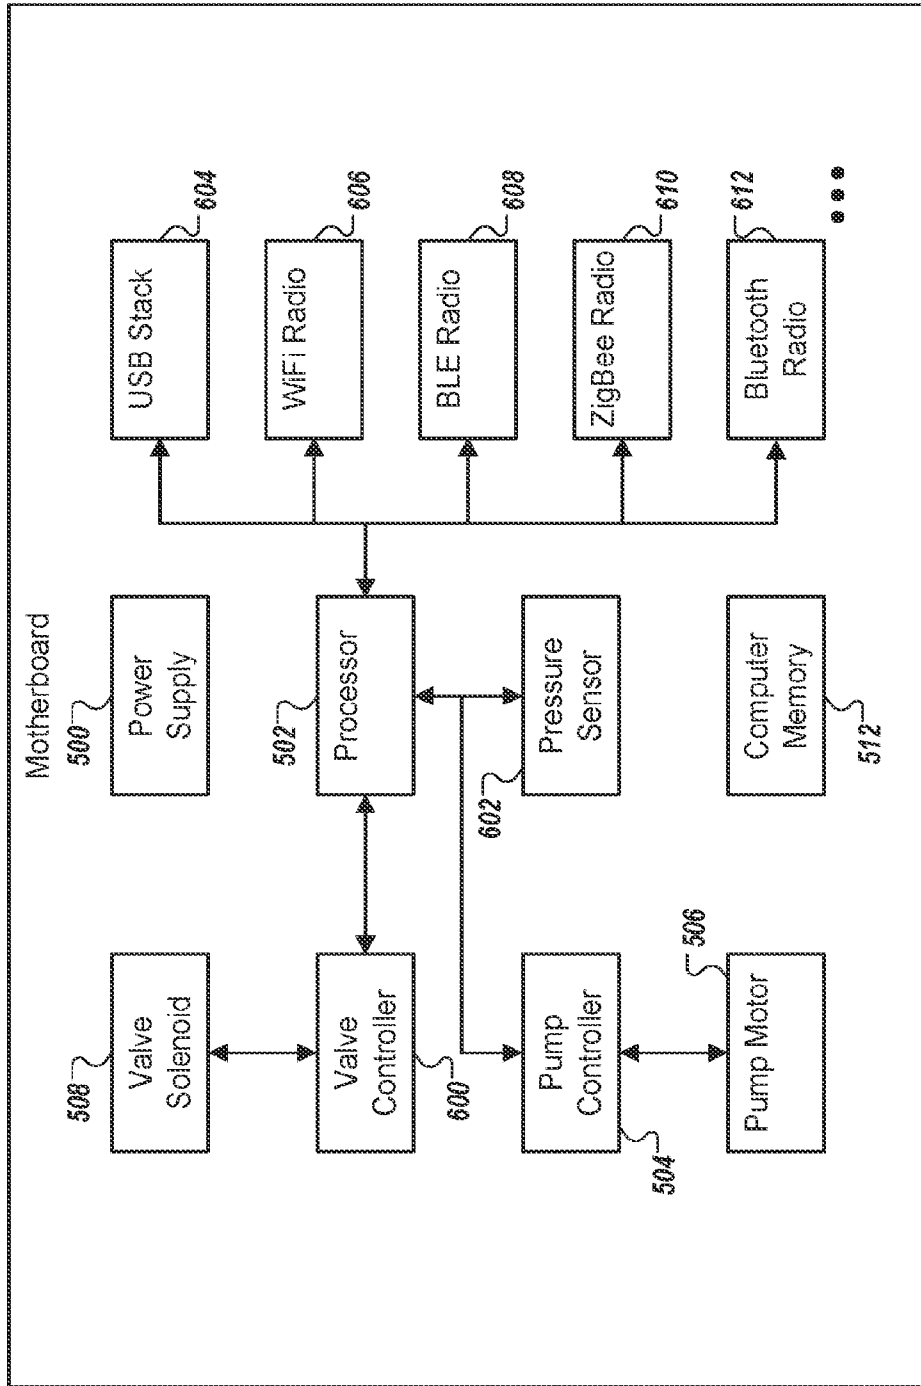 Motherboard
508
500
Valve
Solenoid
Power
Supply
USB Stack
604
502
Valve
Controller
Processor
WiFi Radio
606
600
602
Pump
Controller
Pressure
Sensor
BLE Radio
608
504
506
Pump Motor
Computer
Memory
512
ZigBee Radio
610
Bluetooth
Radio
612